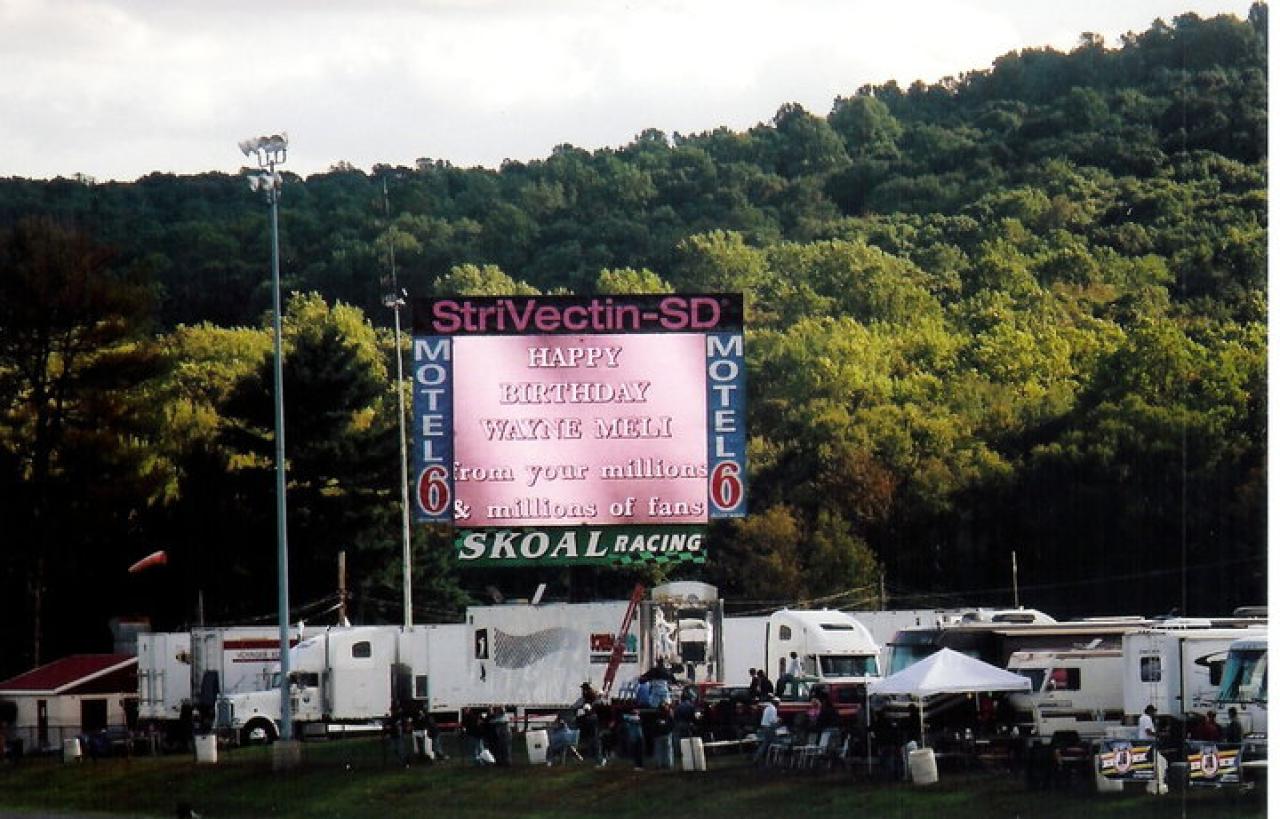 StriVectin-SD®
MOTEL
6
HAPPY
BIRTHDAY
WAYNE MELI
from your millions
& millions of fans
MOTEL
6
SKOAL RACING